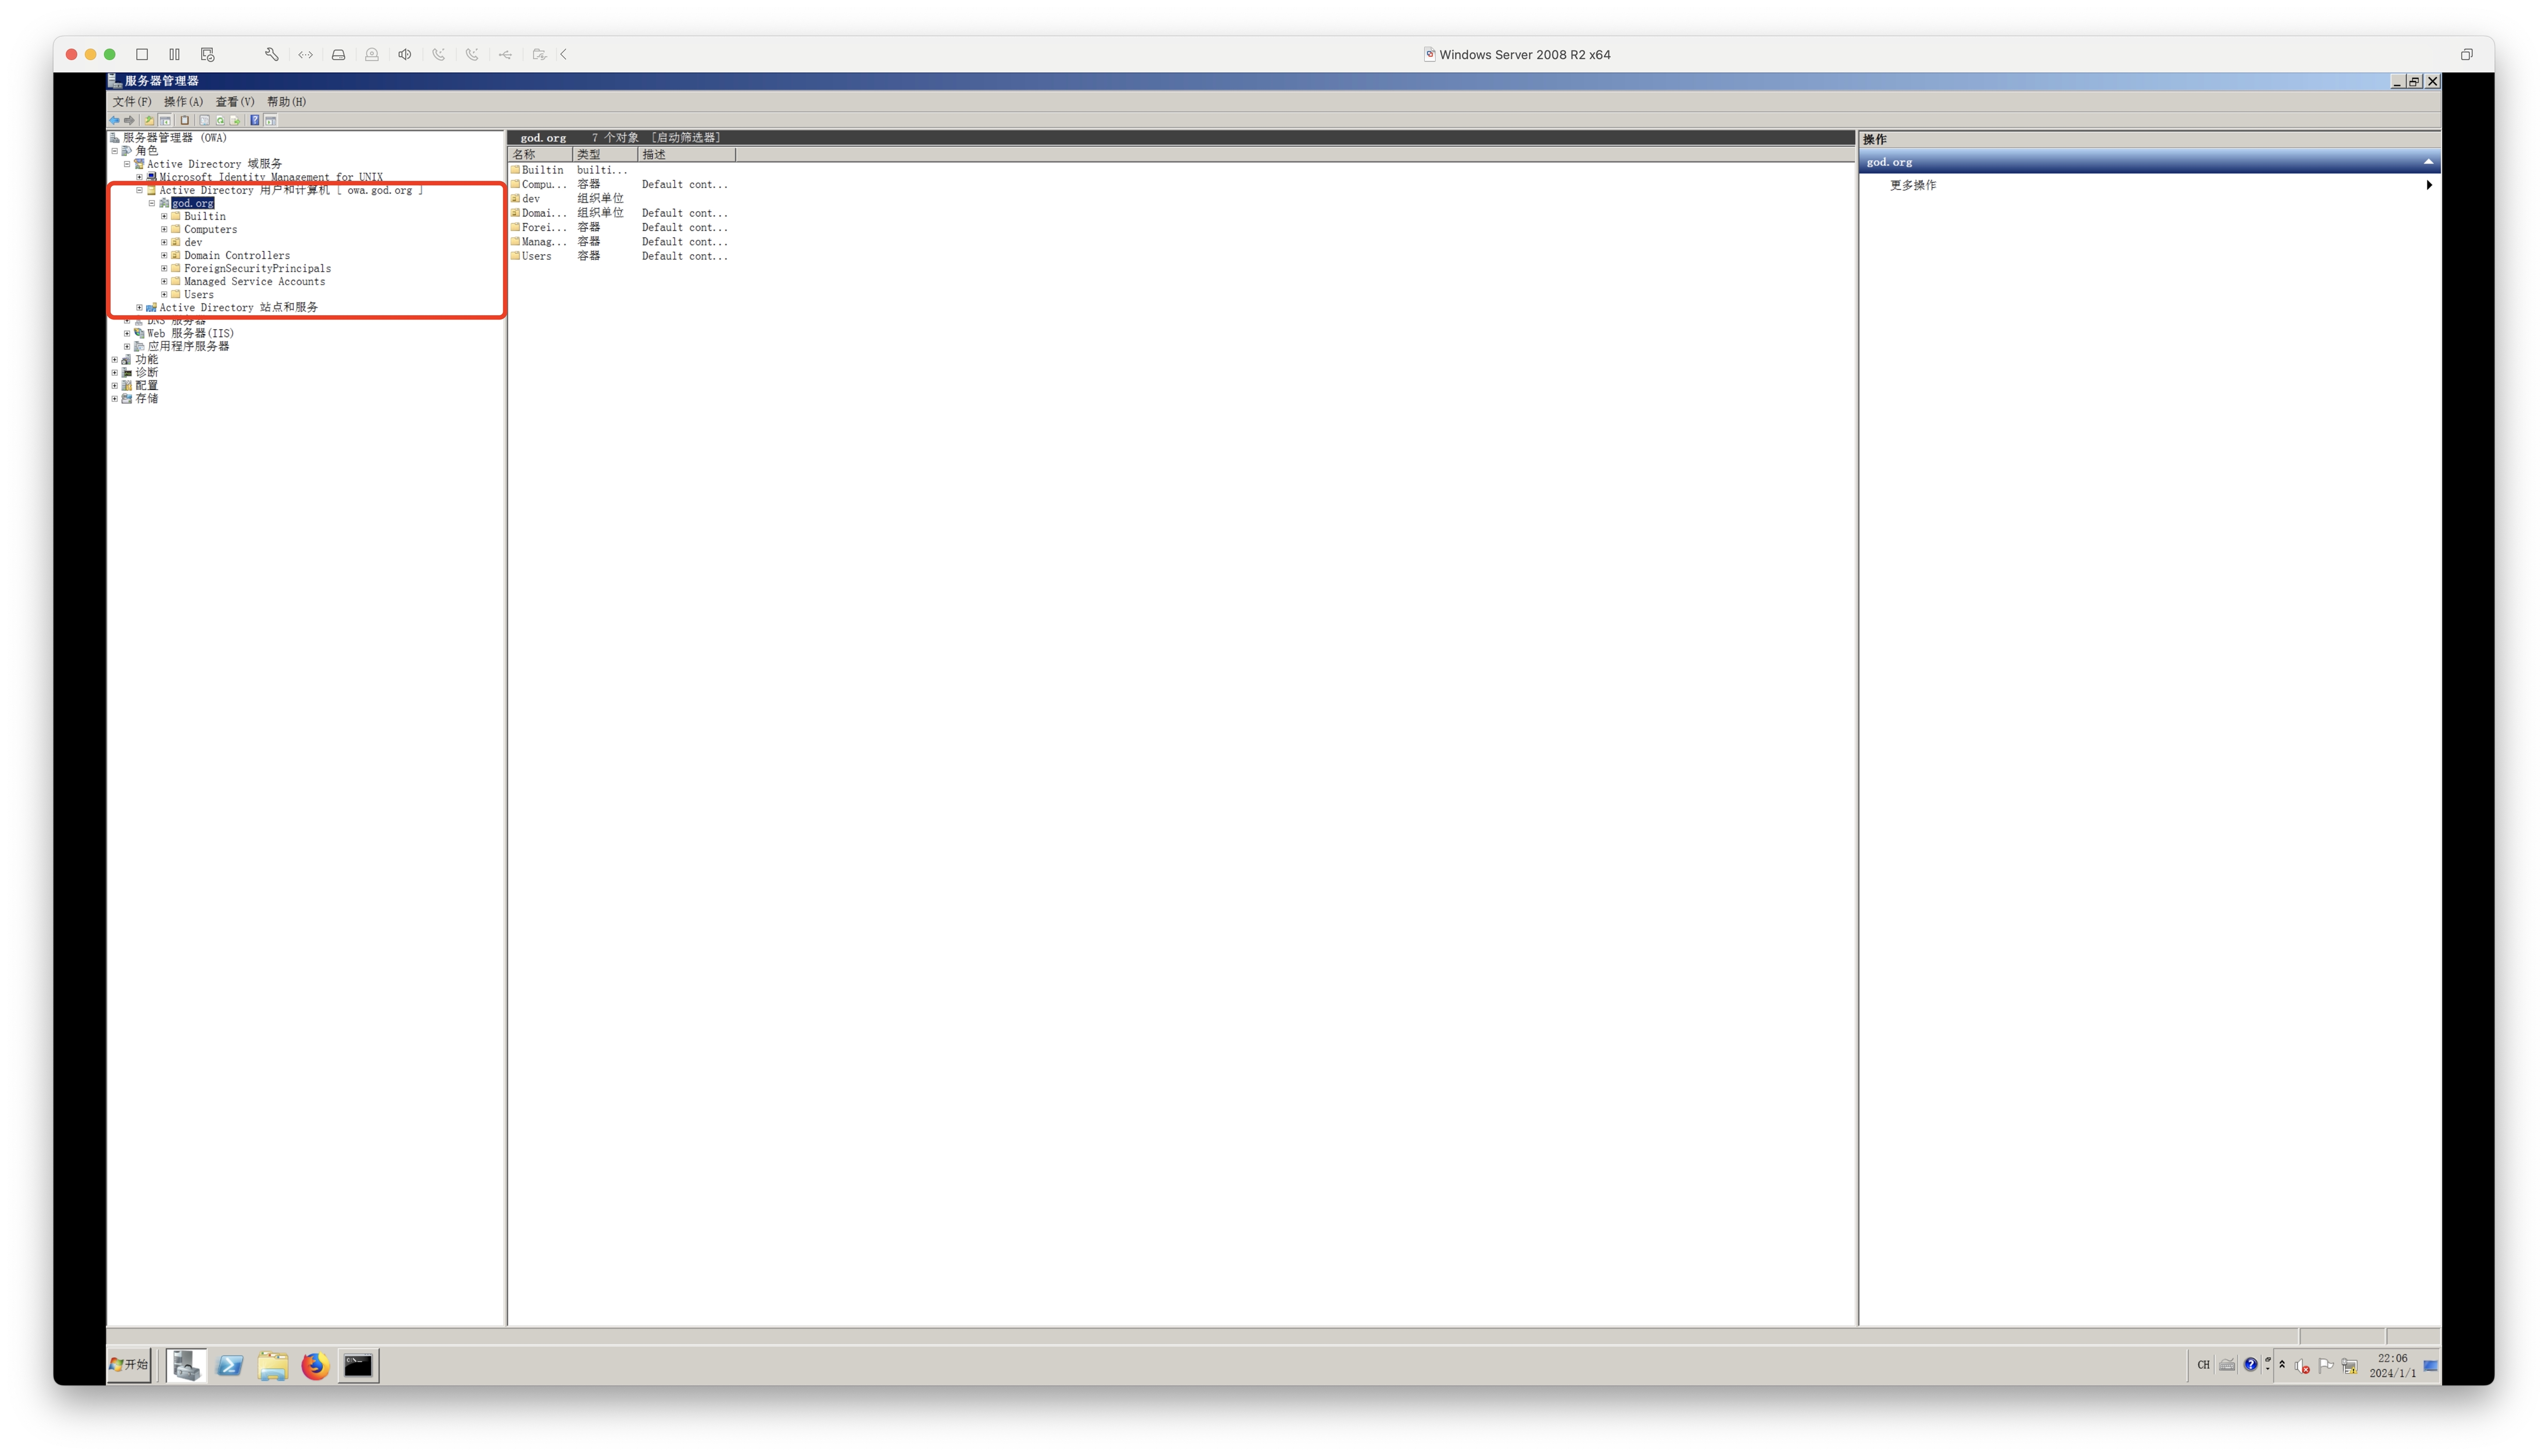 Windows Server 2008 R2 x64
服务器管理器
文件(F) 操作(A) 查看(V) 帮助(H)
服务器管理器 (OWA)
角色
Active Directory 域服务
Microsoft Identity Management for UNIX
Active Directory 用户和计算机 [ owa.god.org ]
god.org
Builtin
Computers
dev
Domain Controllers
ForeignSecurityPrincipals
Managed Service Accounts
Users
Active Directory 站点和服务
DNS 服务器
Web 服务器(IIS)
应用程序服务器
功能
诊断
配置
存储
god.org 7 个对象 [启动筛选器]
名称 类型 描述
Builtin builti...
Compu... 容器 Default cont...
dev 组织单位
Domai... 组织单位 Default cont...
Forei... 容器 Default cont...
Manag... 容器 Default cont...
Users 容器 Default cont...
操作
god.org
更多操作
开始
CH
22:06
2024/1/1